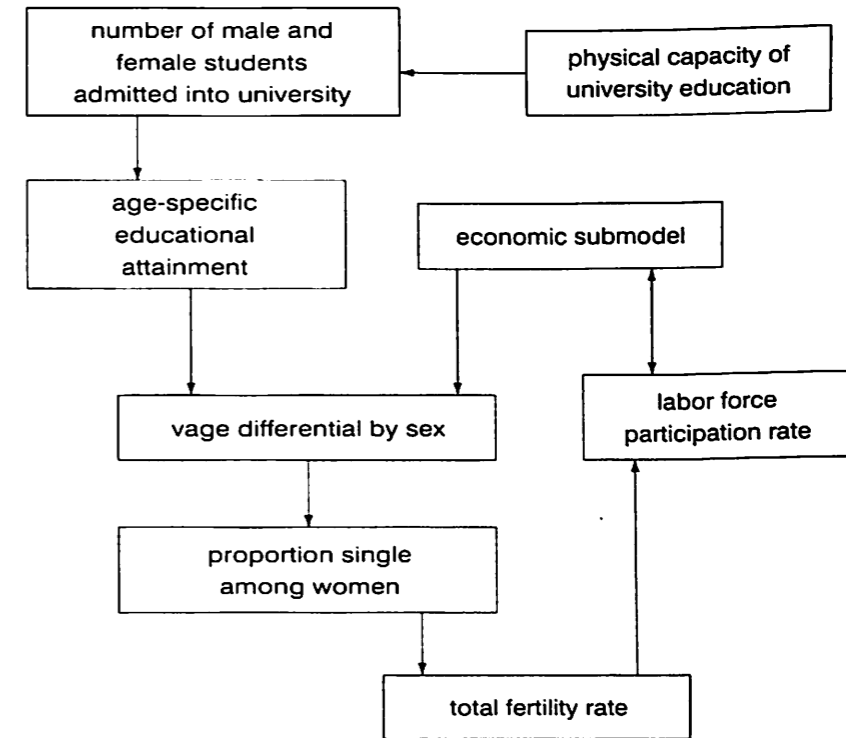 number of male and
female students
admitted into university
physical capacity of
university education
age-specific
educational
attainment
economic submodel
labor force
participation rate
vage differential by sex
proportion single
among women
total fertility rate